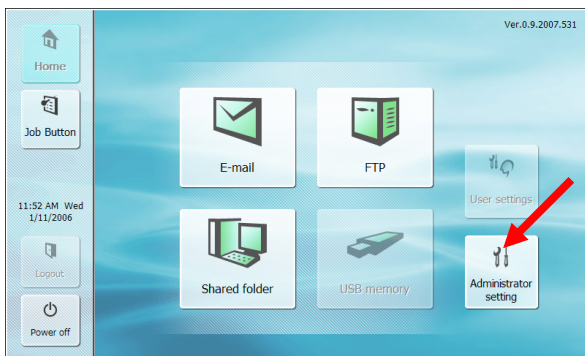 Ver.0.9.2007.531
Home
Job Button
E-mail
FTP
User settings
11:52 AM Wed
1/11/2006
Logout
Shared folder
USB memory
Administrator
setting
Power off